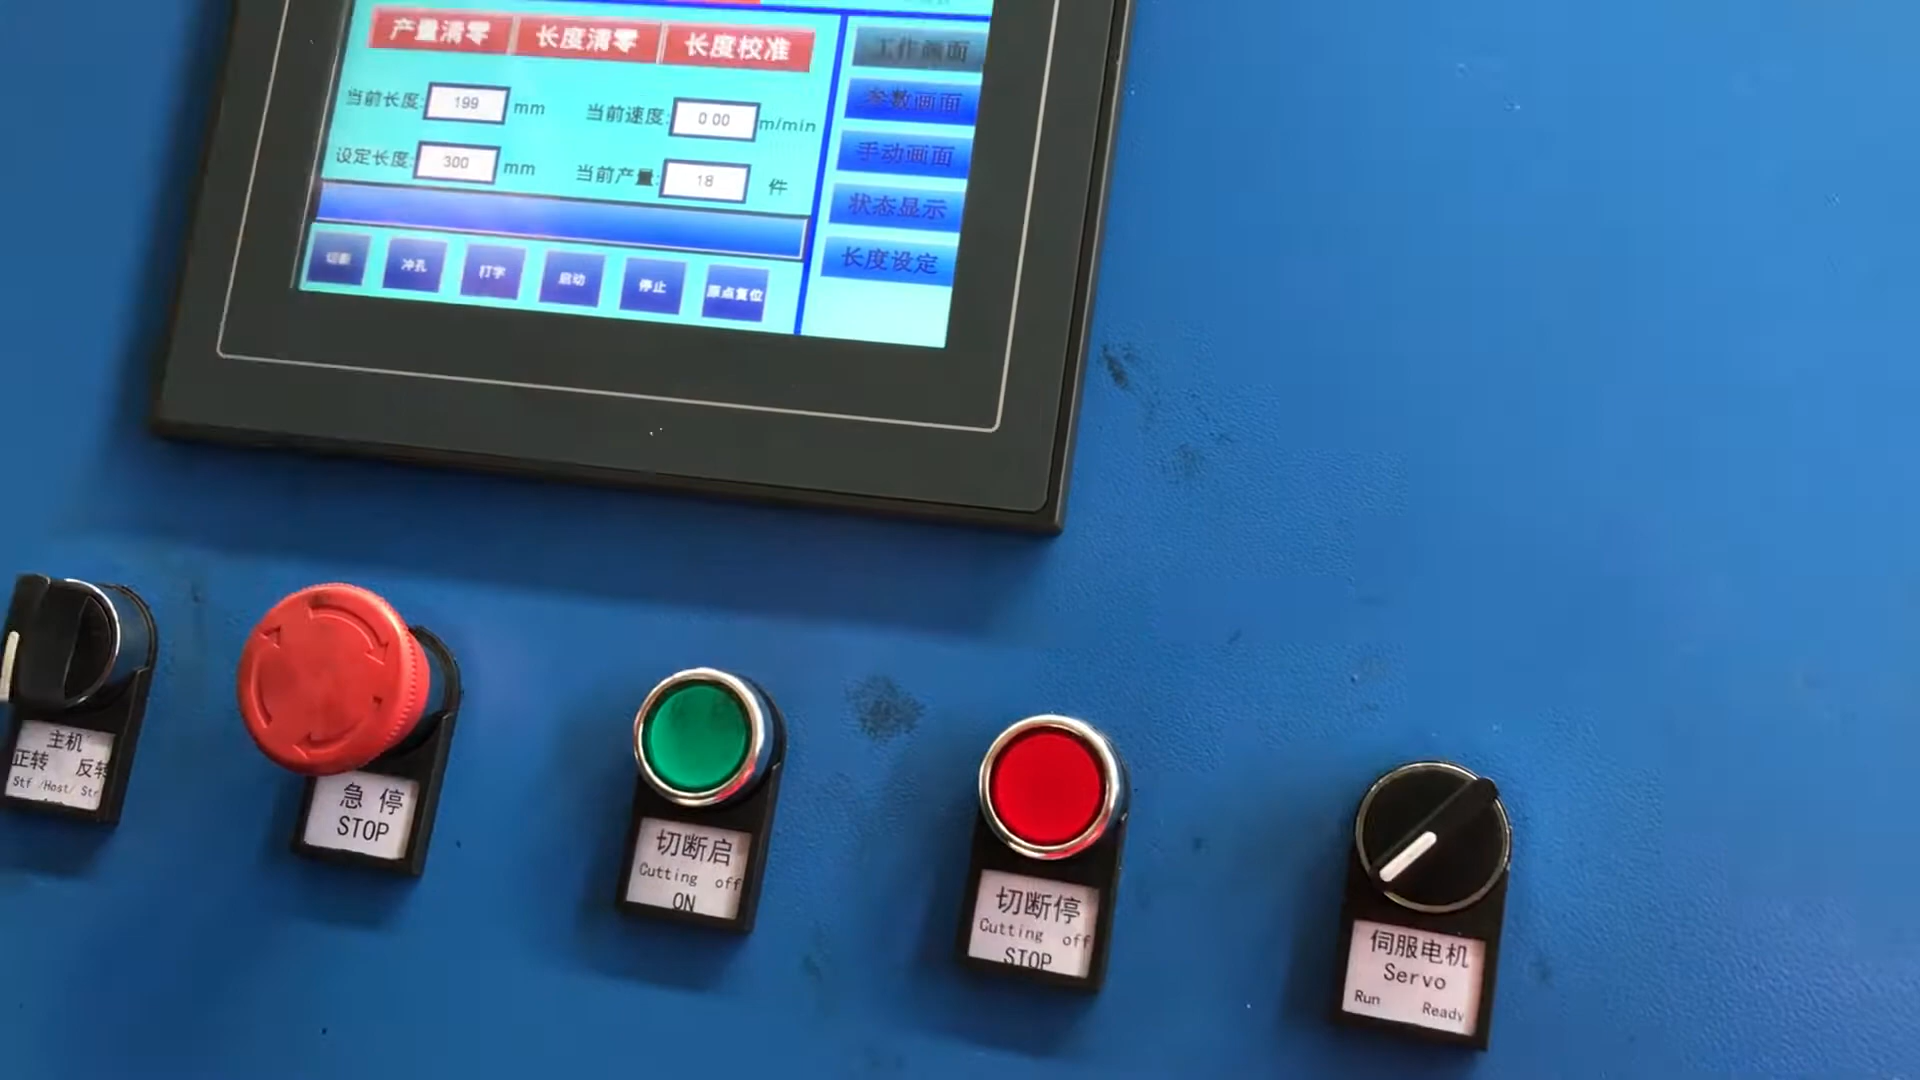 产量清零 长度清零 长度校准
工作画面
当前长度: 199 mm 当前速度: 0.00 m/min
参数画面
设定长度: 300 mm 当前产量: 18 件
手动画面
状态显示
长度设定
切断 冲孔 打字 启动 停止 原点复位
主机
正转 反转
Stf /Host/ Str
急 停
STOP
切断启
Cutting off
ON
切断停
Cutting off
STOP
伺服电机
Servo
Run Ready